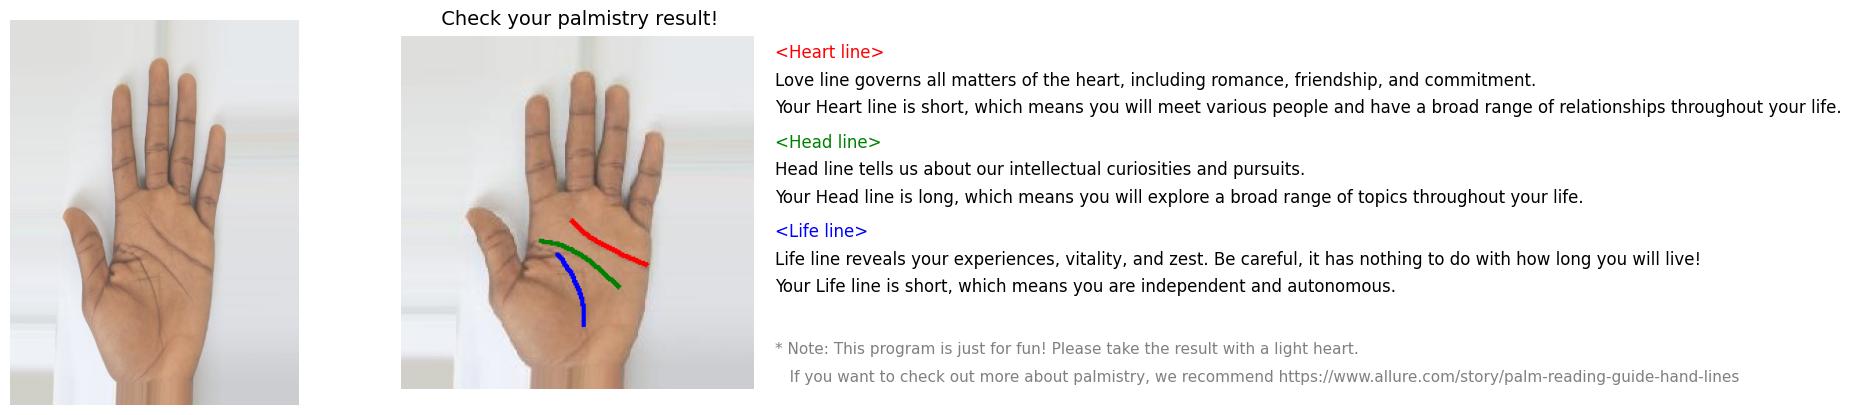 Check your palmistry result!
<Heart line>
Love line governs all matters of the heart, including romance, friendship, and commitment.
Your Heart line is short, which means you will meet various people and have a broad range of relationships throughout your life.
<Head line>
Head line tells us about our intellectual curiosities and pursuits.
Your Head line is long, which means you will explore a broad range of topics throughout your life.
<Life line>
Life line reveals your experiences, vitality, and zest. Be careful, it has nothing to do with how long you will live!
Your Life line is short, which means you are independent and autonomous.
* Note: This program is just for fun! Please take the result with a light heart.
If you want to check out more about palmistry, we recommend https://www.allure.com/story/palm-reading-guide-hand-lines